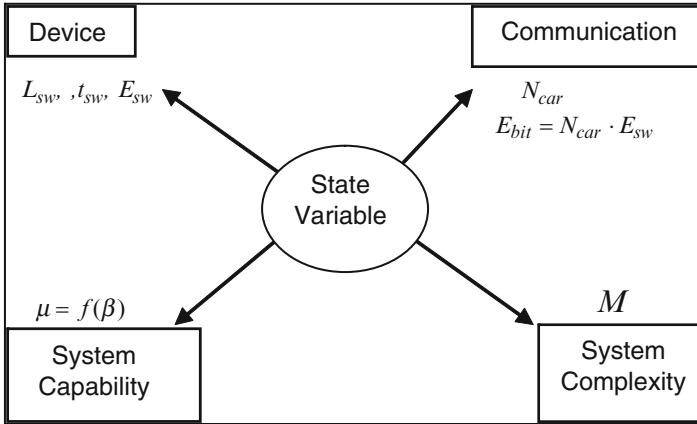 Device
Communication
L_sw, ,t_sw, E_sw
N_car
E_bit = N_car · E_sw
State
Variable
μ = f(β)
M
System
Capability
System
Complexity